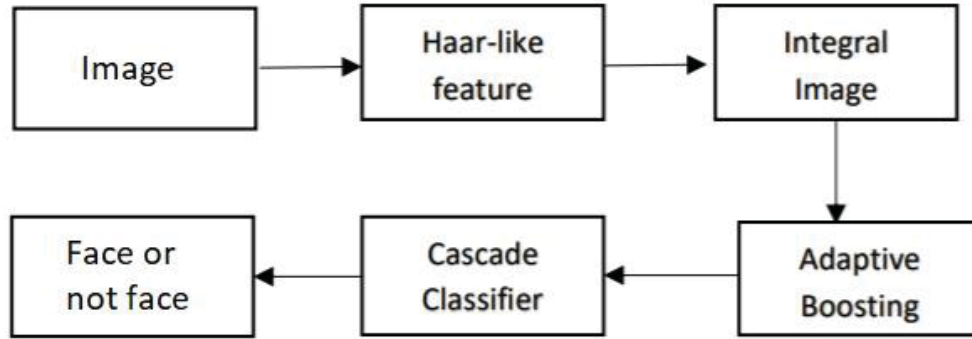 Image
Haar-like
feature
Integral
Image
Adaptive
Boosting
Cascade
Classifier
Face or
not face